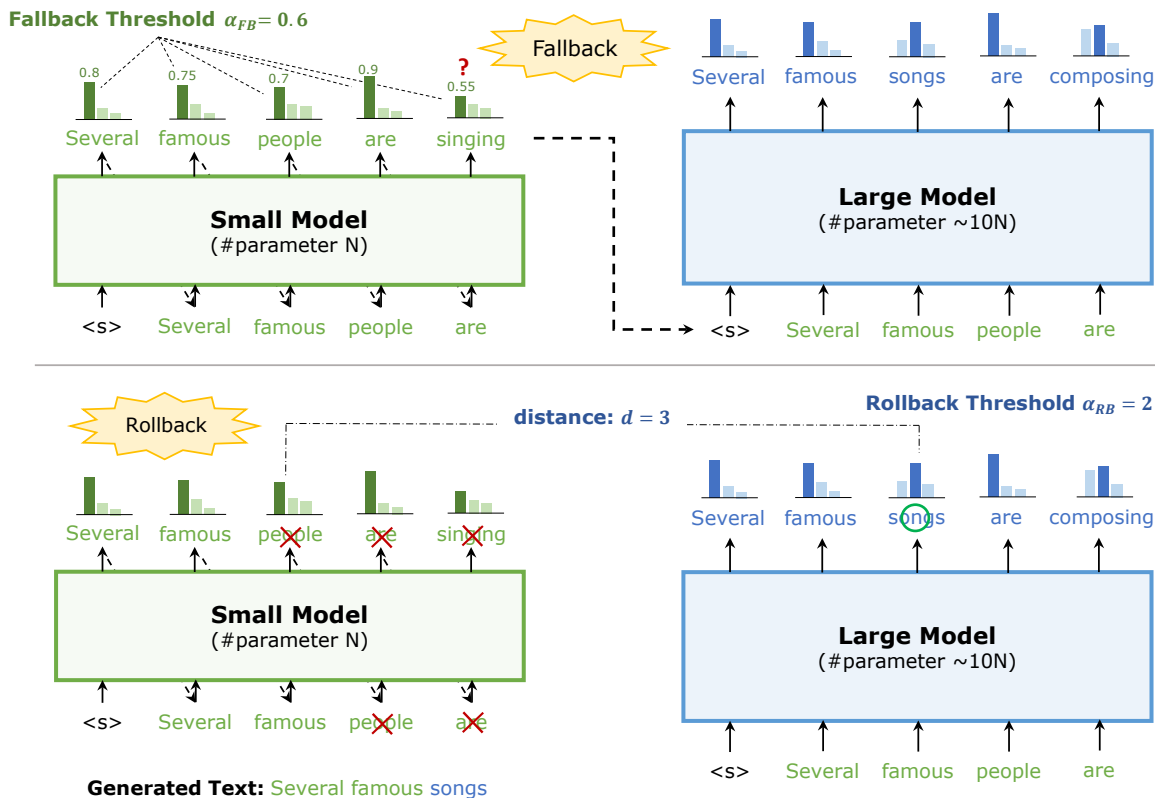 Fallback Threshold α_FB = 0.6
Fallback
?
0.8 0.75 0.7 0.9 0.55
Several famous people are singing
Small Model
(#parameter N)
<s> Several famous people are
Several famous songs are composing
Large Model
(#parameter ~10N)
<s> Several famous people are
Rollback
distance: d = 3
Rollback Threshold α_RB = 2
Several famous people are singing
Small Model
(#parameter N)
<s> Several famous people are
Generated Text: Several famous songs
Several famous songs are composing
Large Model
(#parameter ~10N)
<s> Several famous people are